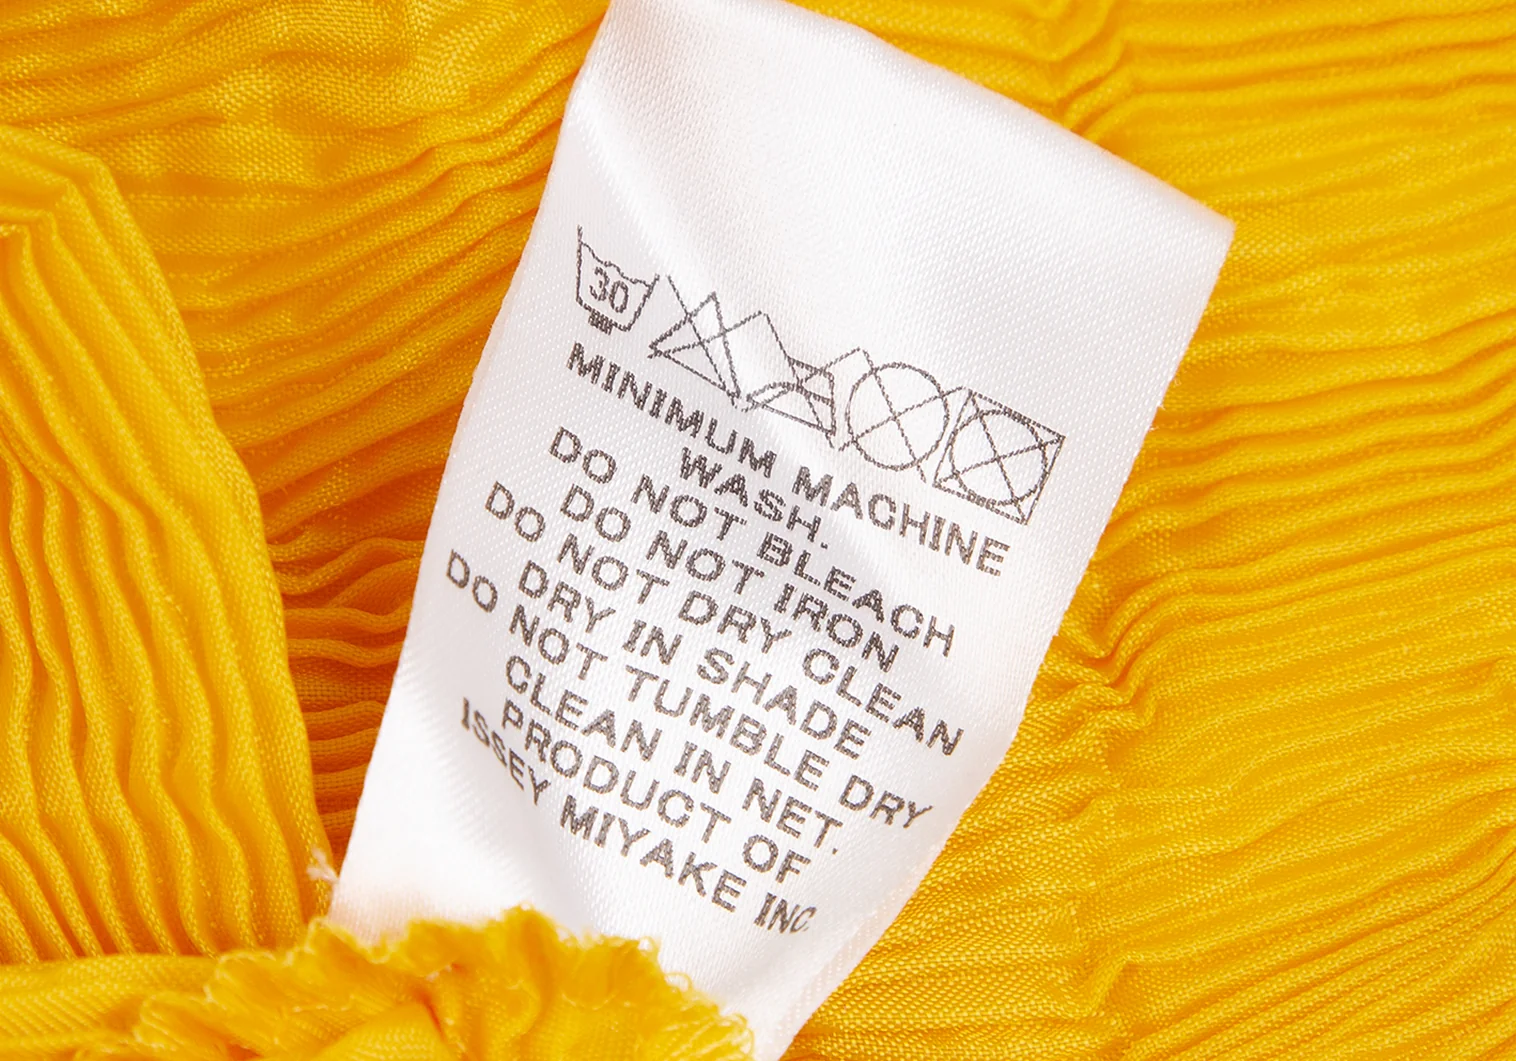 30
MINIMUM MACHINE
WASH.
DO NOT BLEACH
DO NOT IRON
DO NOT DRY CLEAN
DRY IN SHADE
DO NOT TUMBLE DRY
CLEAN IN NET.
PRODUCT OF
ISSEY MIYAKE INC.